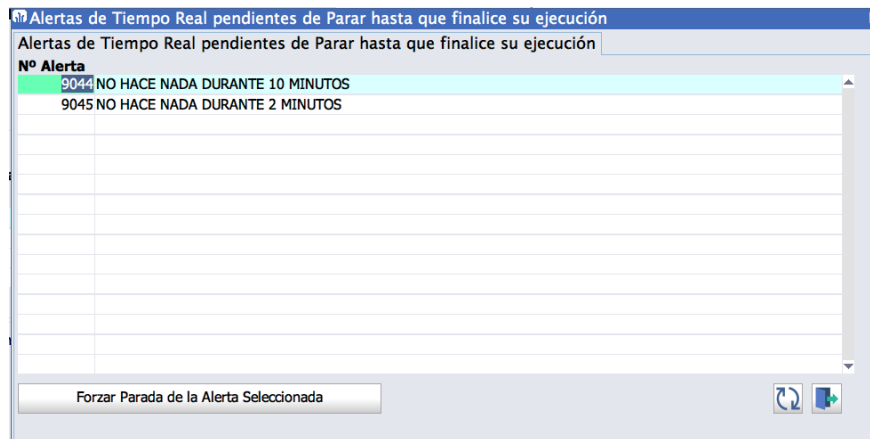 Alertas de Tiempo Real pendientes de Parar hasta que finalice su ejecución
Alertas de Tiempo Real pendientes de Parar hasta que finalice su ejecución
Nº Alerta
9044 NO HACE NADA DURANTE 10 MINUTOS
9045 NO HACE NADA DURANTE 2 MINUTOS
Forzar Parada de la Alerta Seleccionada